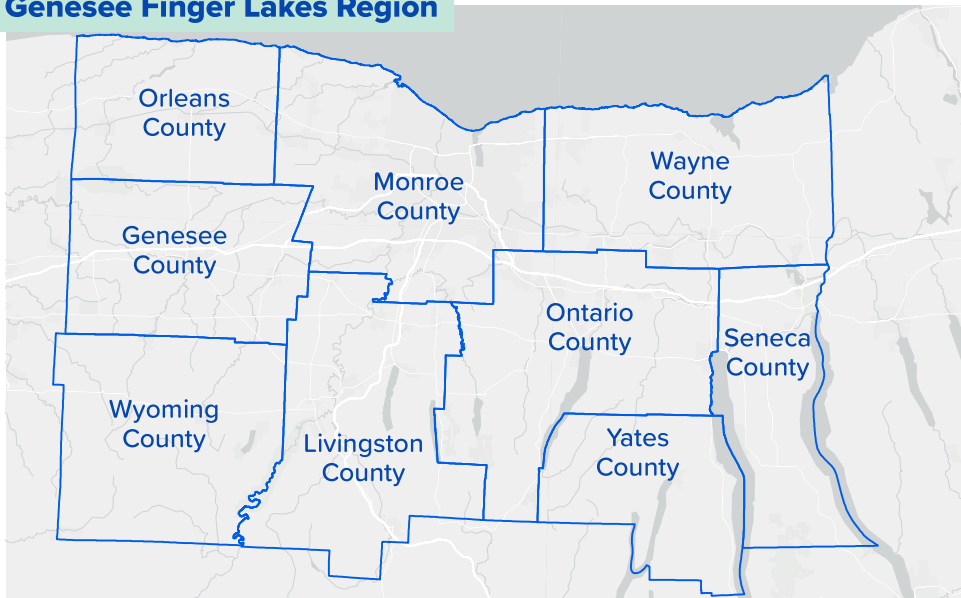 Genesee Finger Lakes Region
Orleans
County
Wayne
County
Monroe
County
Genesee
County
Ontario
County
Seneca
County
Wyoming
County
Livingston
County
Yates
County